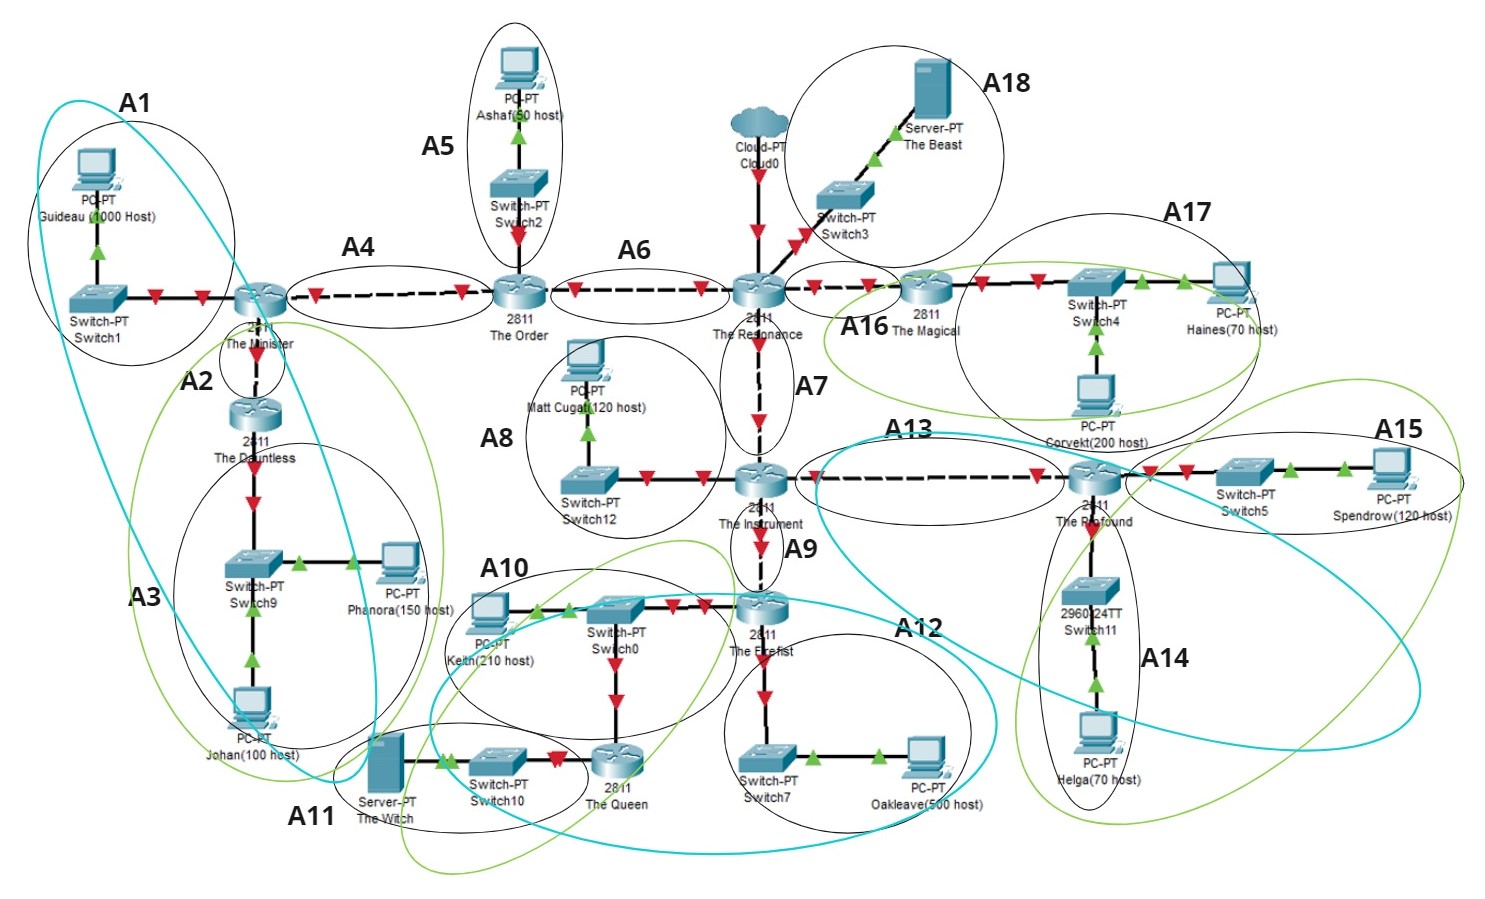 A1
PC-PT
Guideau (1000 Host)
Switch-PT
Switch1
2811
The Minister
A2
2811
The Dauntless
A3
Switch-PT
Switch9
PC-PT
Phanora(150 host)
PC-PT
Johan(100 host)
A4
A5
PC-PT
Ashaf(50 host)
Switch-PT
Switch2
2811
The Order
A6
Cloud-PT
Cloud0
A18
Server-PT
The Beast
Switch-PT
Switch3
2811
The Resonance
A16
2811
The Magical
A17
Switch-PT
Switch4
PC-PT
Haines(70 host)
PC-PT
Corvekt(200 host)
A7
A8
PC-PT
Matt Cugat(120 host)
Switch-PT
Switch12
2811
The Instrument
A13
2811
The Profound
A15
Switch-PT
Switch5
PC-PT
Spendrow(120 host)
A9
A10
PC-PT
Keith(210 host)
Switch-PT
Switch0
2811
The Firefist
A12
2960-24TT
Switch11
A14
PC-PT
Helga(70 host)
A11
Server-PT
The Witch
Switch-PT
Switch10
2811
The Queen
Switch-PT
Switch7
PC-PT
Oakleave(500 host)